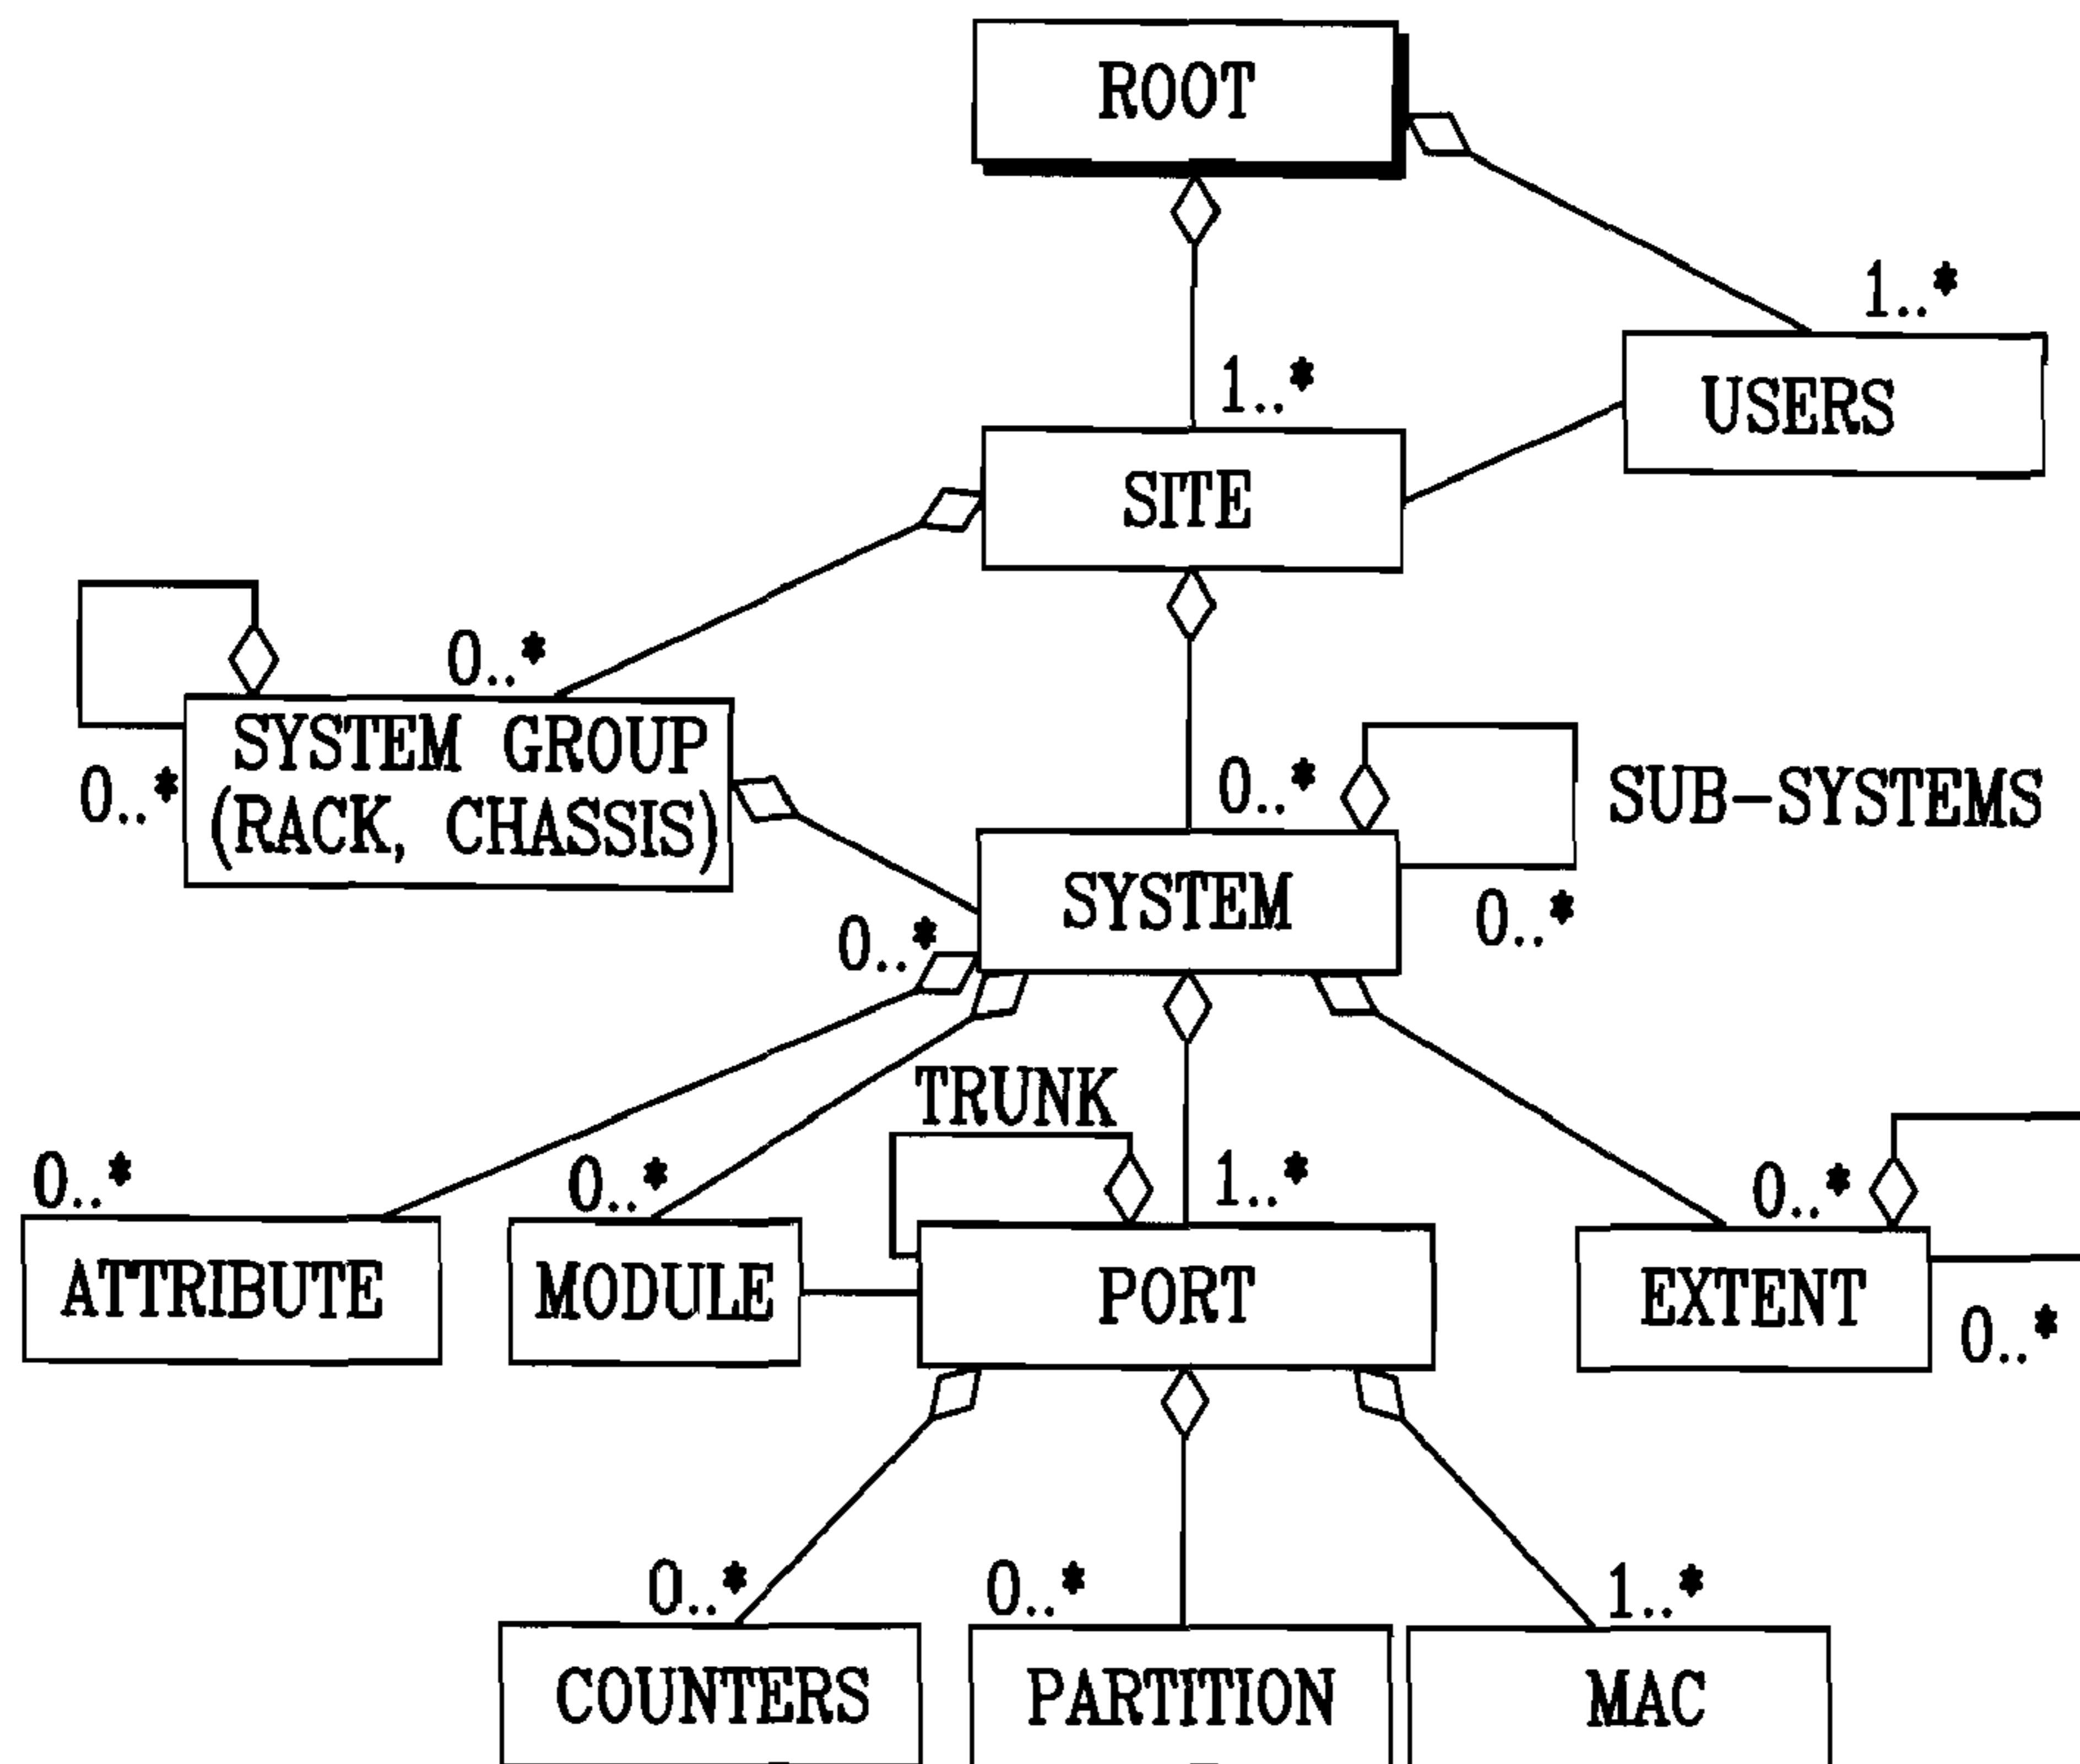 ROOT
1..*
USERS
1..*
SITE
0..*
SYSTEM GROUP
(RACK, CHASSIS)
0..*
0..*
SUB-SYSTEMS
SYSTEM
0..*
0..*
TRUNK
0..*
0..*
1..*
0..*
ATTRIBUTE
MODULE
PORT
EXTENT
0..*
0..*
0..*
1..*
COUNTERS
PARTITION
MAC